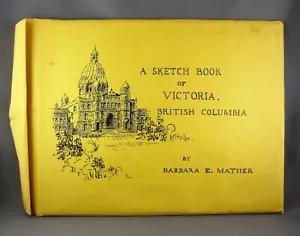 A SKETCH BOOK
OF
VICTORIA,
BRITISH COLUMBIA
BY
BARBARA E. MATHER